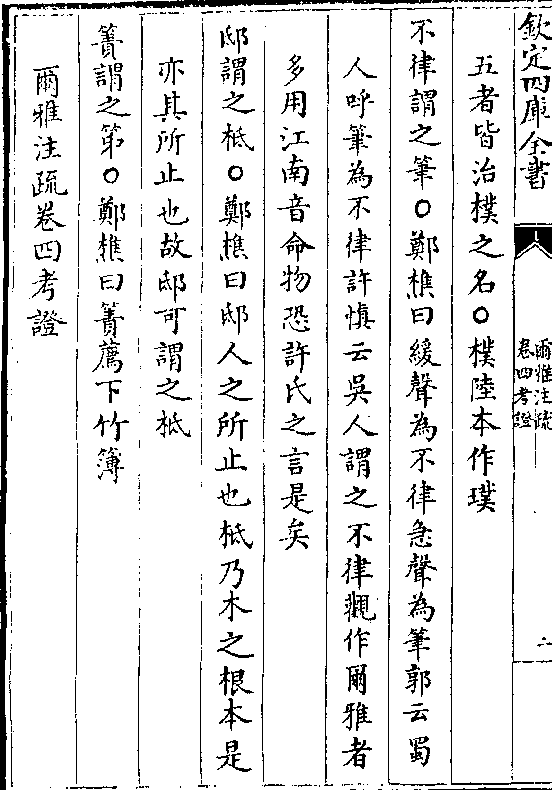 欽定四庫全書
爾雅注疏
卷四考證
二
五者皆治樸之名○樸陸本作璞
不律謂之筆○鄭樵曰緩聲為不律急聲為筆郭云蜀
人呼筆為不律許慎云吳人謂之不律觀作爾雅者
多用江南音命物恐許氏之言是矣
邸謂之柢○鄭樵曰邸人之所止也柢乃木之根本是
亦其所止也故邸可謂之柢
簀謂之第○鄭樵曰簀薦下竹簿
爾雅注疏卷四考證